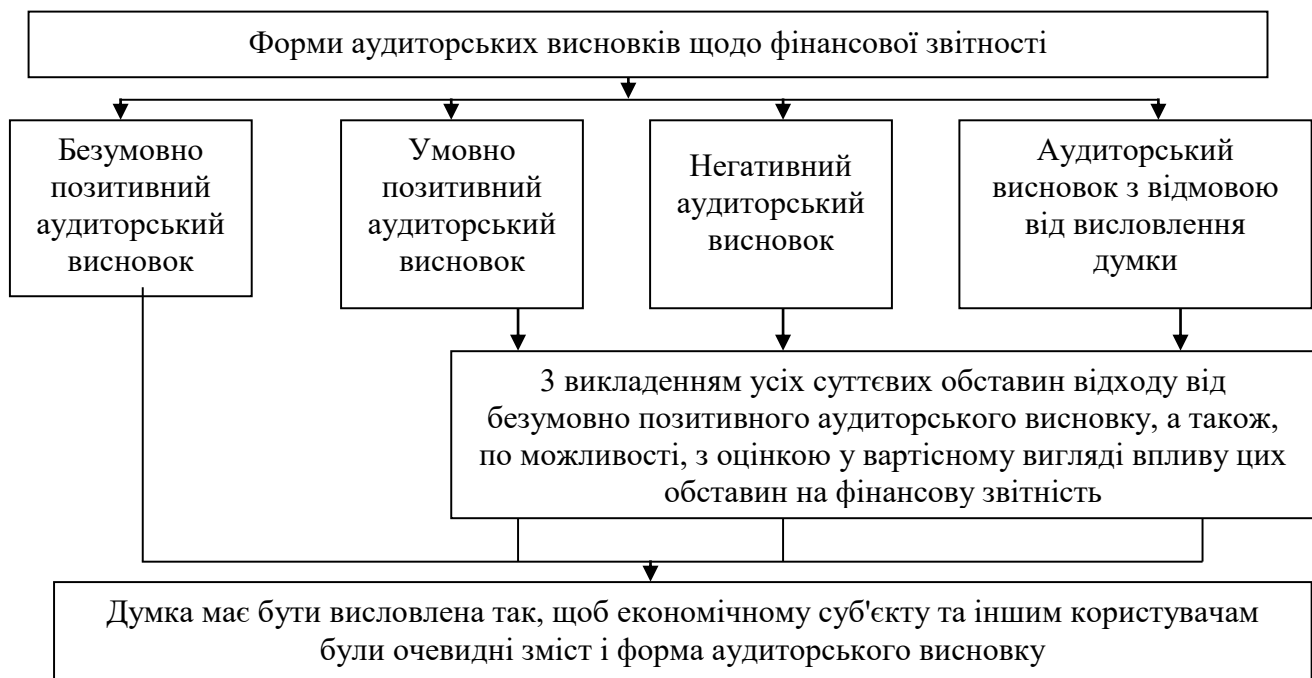 Форми аудиторських висновків щодо фінансової звітності
Безумовно
позитивний
аудиторський
висновок
Умовно
позитивний
аудиторський
висновок
Негативний
аудиторський
висновок
Аудиторський
висновок з відмовою
від висловлення
думки
З викладенням усіх суттєвих обставин відходу від
безумовно позитивного аудиторського висновку, а також,
по можливості, з оцінкою у вартісному вигляді впливу цих
обставин на фінансову звітність
Думка має бути висловлена так, щоб економічному суб'єкту та іншим користувачам
були очевидні зміст і форма аудиторського висновку